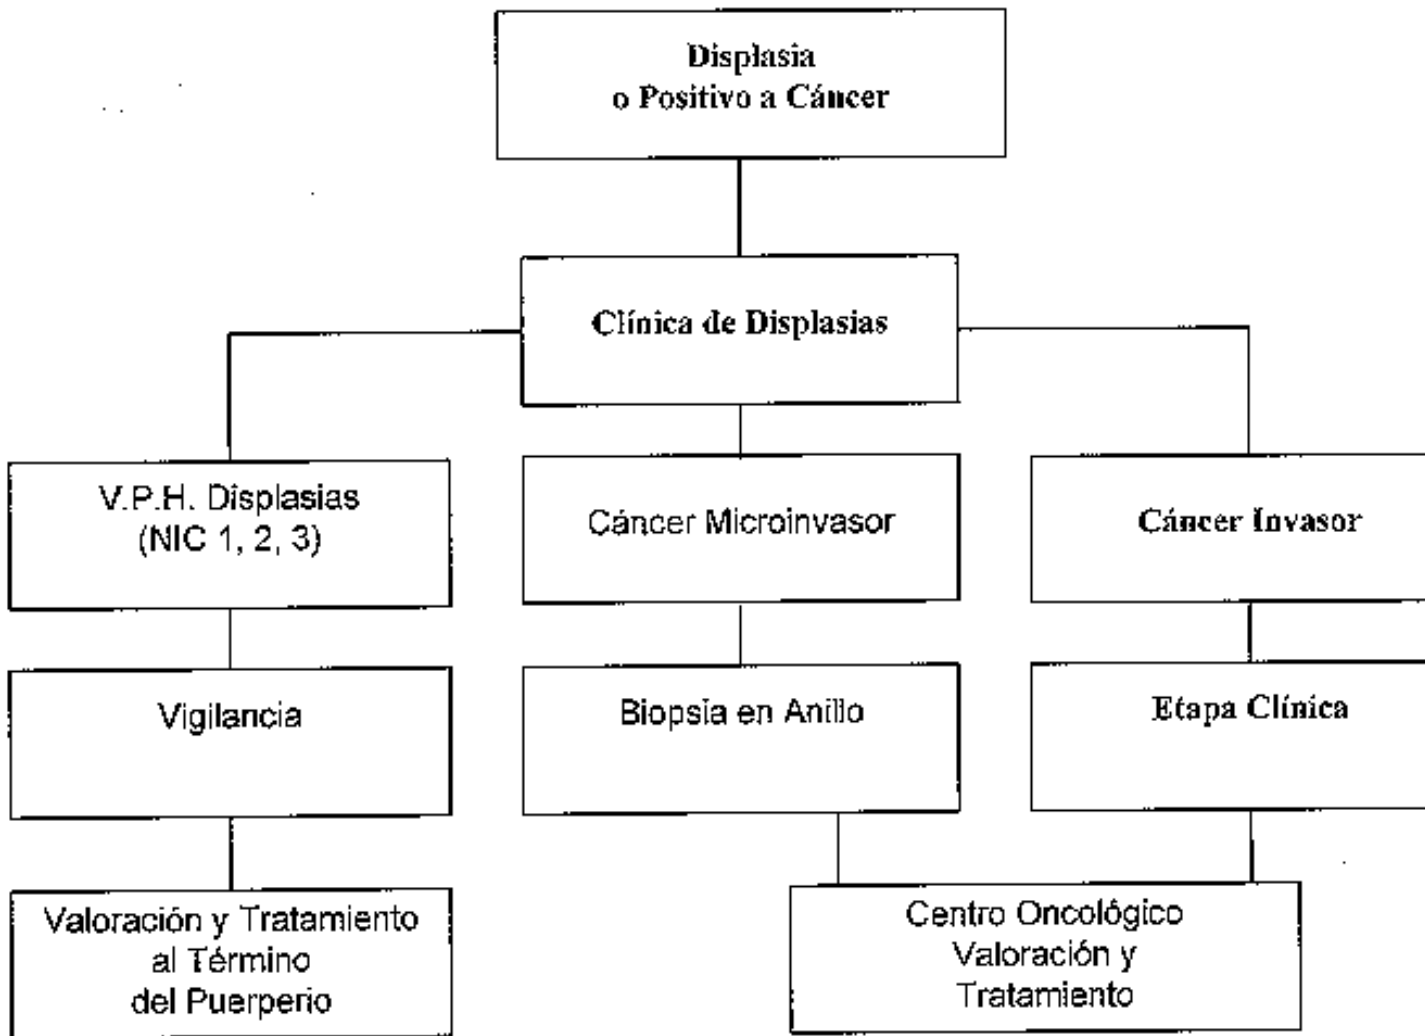 Displasia
o Positivo a Cáncer
Clínica de Displasias
V.P.H. Displasias
(NIC 1, 2, 3)
Cáncer Microinvasor
Cáncer Invasor
Vigilancia
Biopsia en Anillo
Etapa Clínica
Valoración y Tratamiento
al Término
del Puerperio
Centro Oncológico
Valoración y
Tratamiento